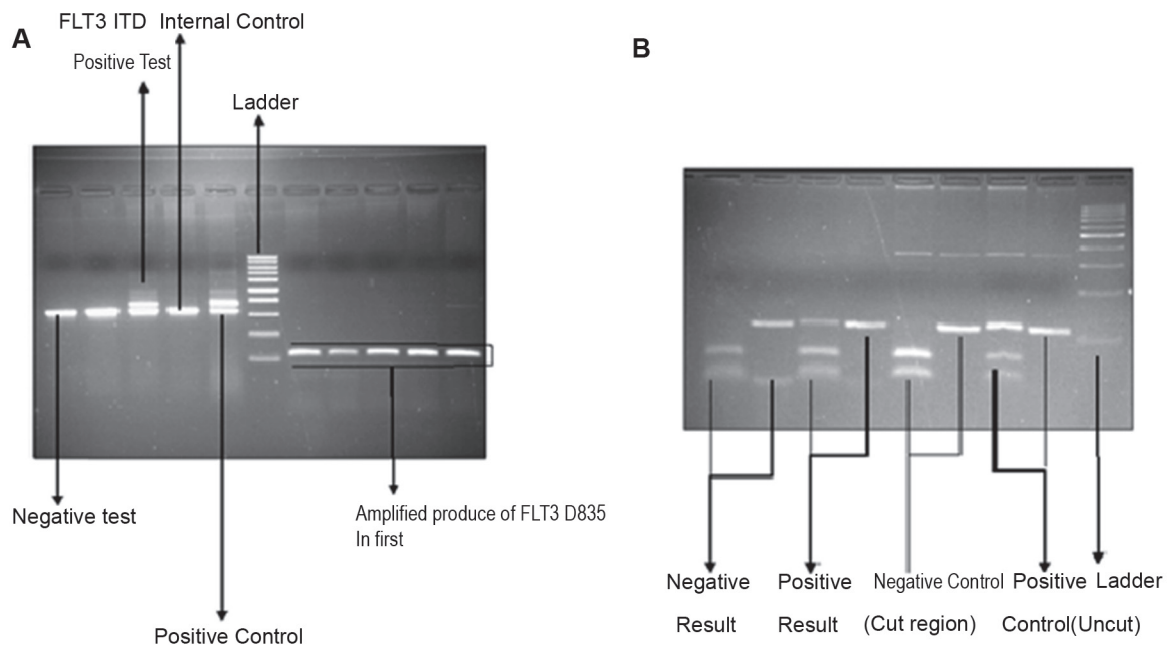 A
FLT3 ITD Internal Control
Positive Test
Ladder
Negative test
Amplified produce of FLT3 D835
In first
Positive Control
B
Negative Positive Negative Control Positive Ladder
Result Result (Cut region) Control(Uncut)